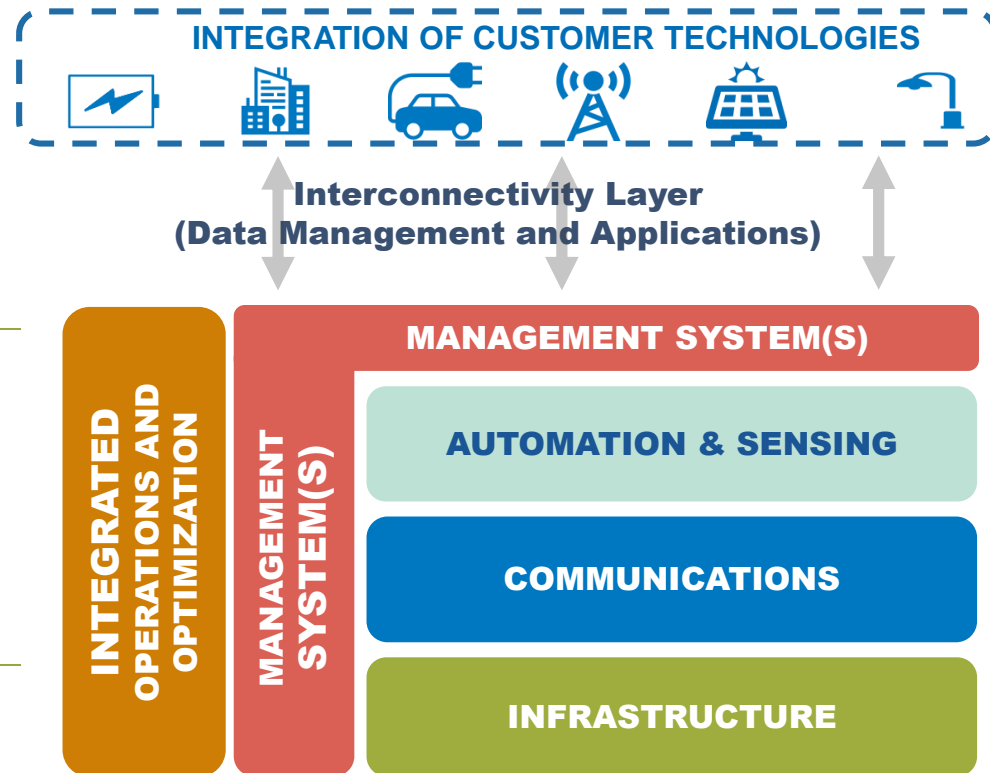 INTEGRATION OF CUSTOMER TECHNOLOGIES
Interconnectivity Layer
(Data Management and Applications)
INTEGRATED
OPERATIONS AND
OPTIMIZATION
MANAGEMENT SYSTEM(S)
MANAGEMENT
SYSTEM(S)
AUTOMATION & SENSING
COMMUNICATIONS
INFRASTRUCTURE